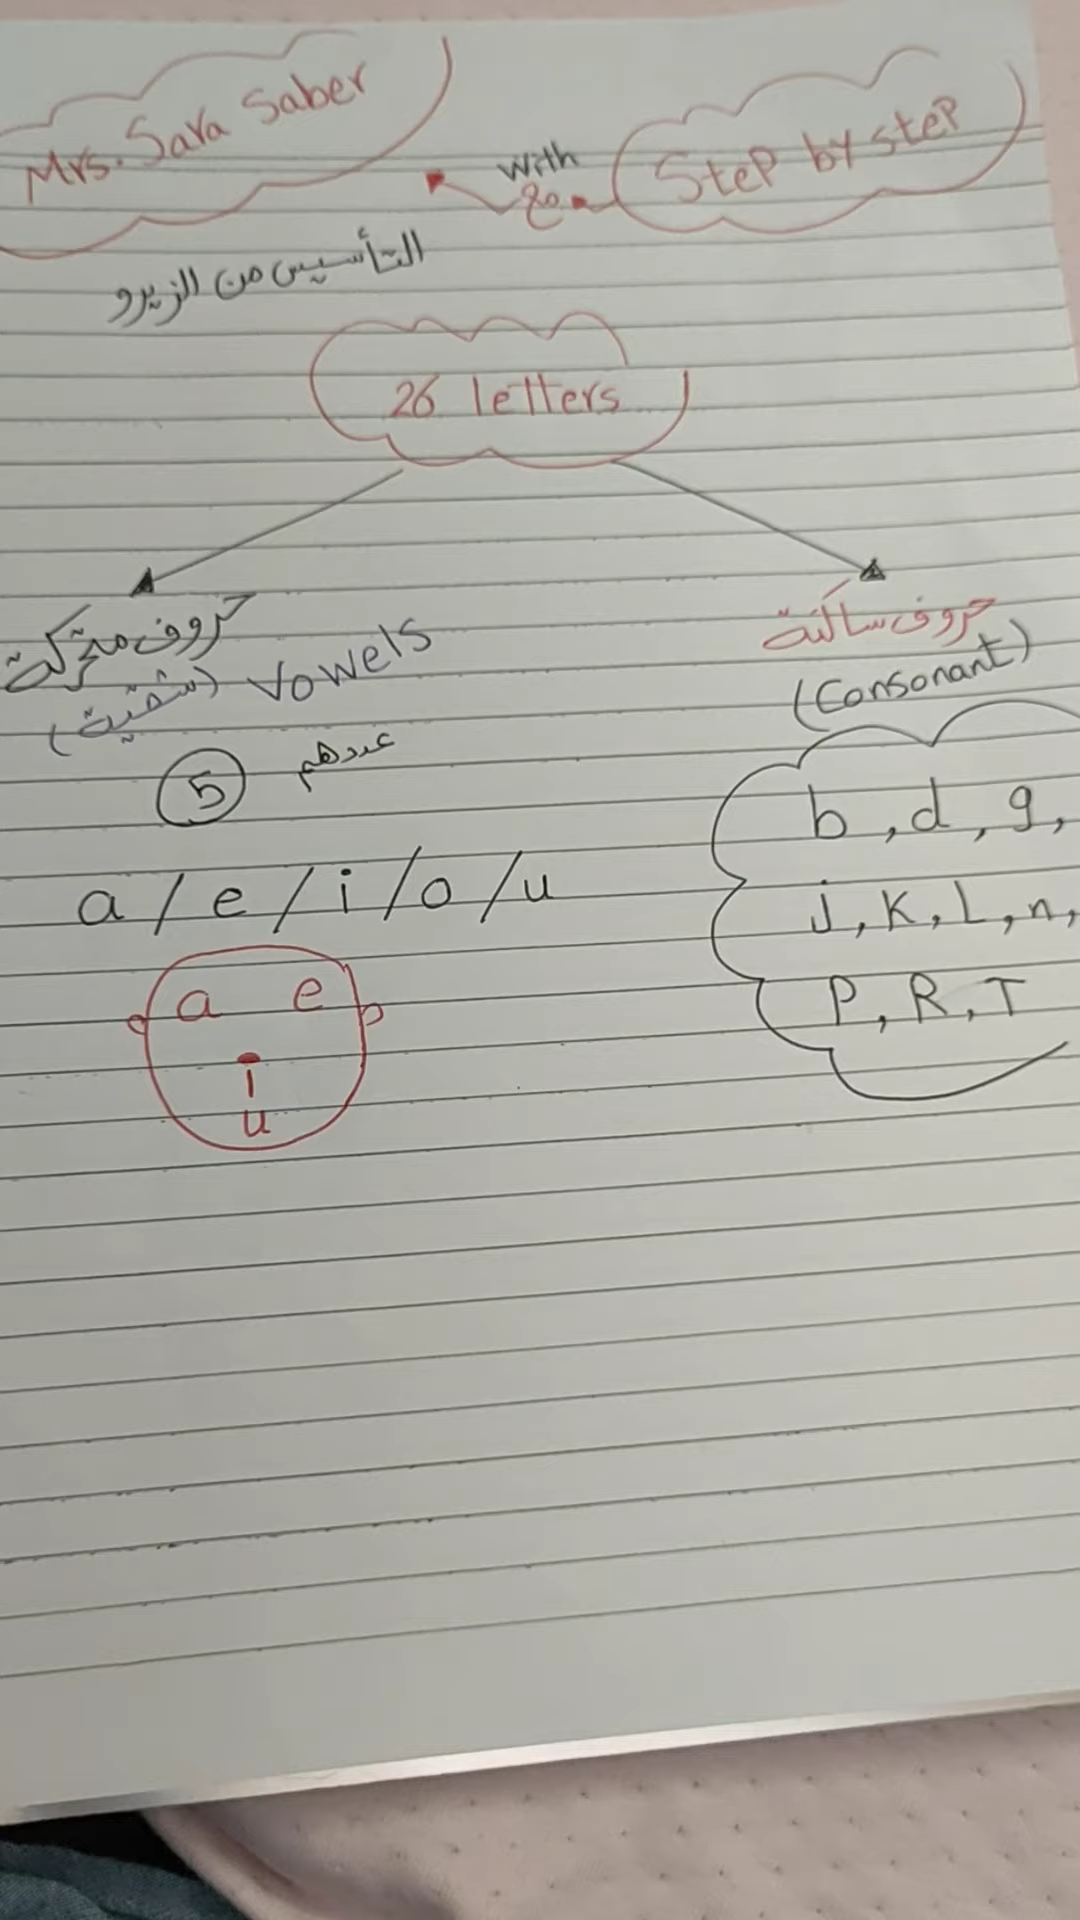 Step by step with مع Mrs. Sara Saber
التأسيس من الزيرو
26 letters
حروف متحركة
(شفية) Vowels
عددهم 5
a / e / i / o / u
a e
i
u
حروف ساكنة
(Consonant)
b , d , g ,
j , K , L , n ,
P , R , T